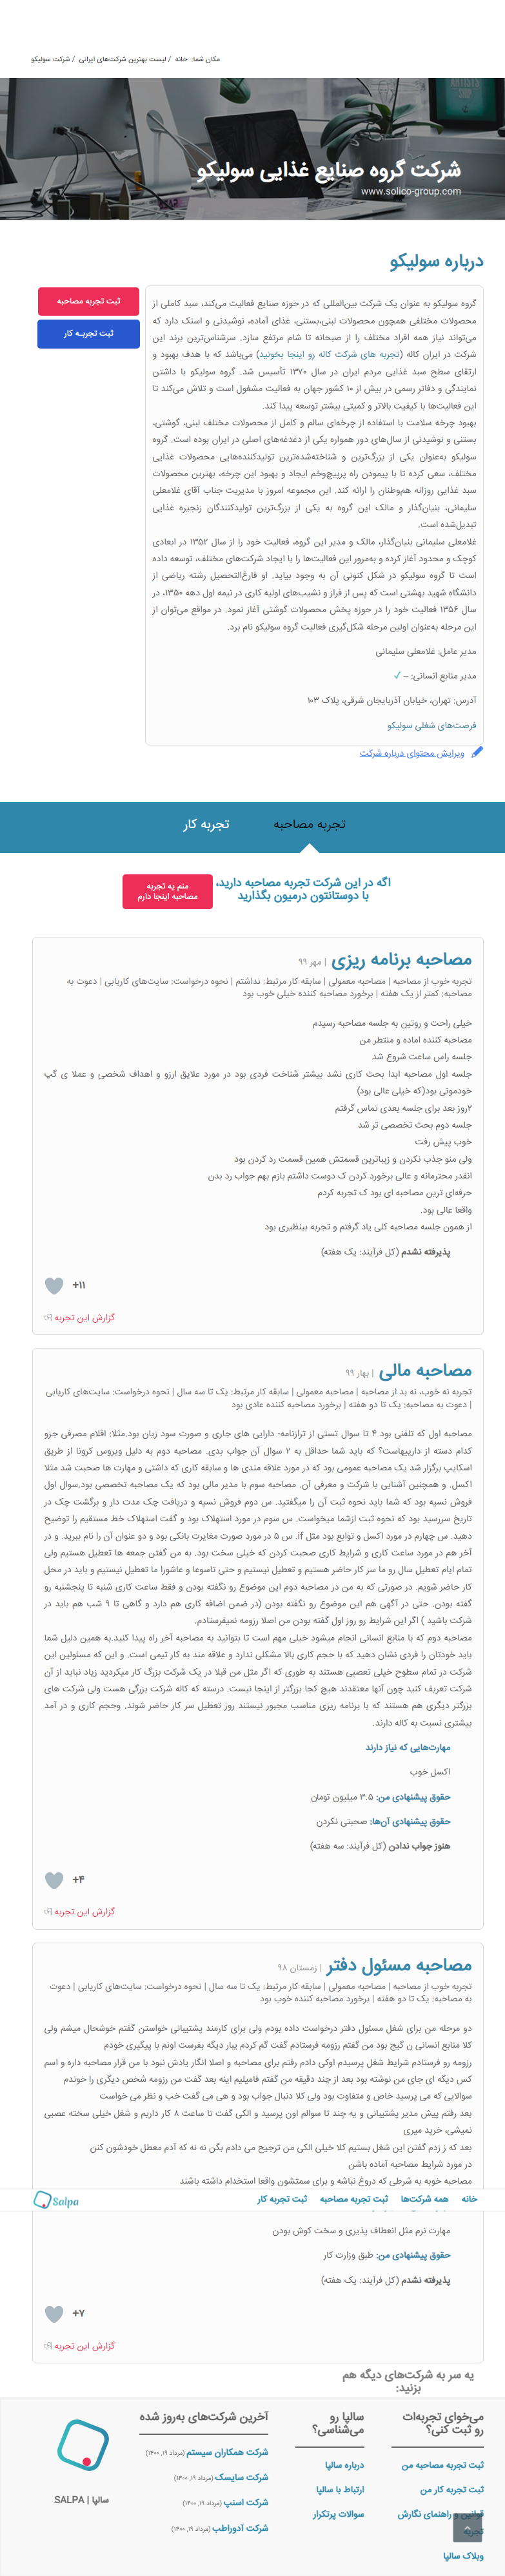 مکان شما: خانه / لیست بهترین شرکت‌های ایرانی / شرکت سولیکو
شرکت گروه صنایع غذایی سولیکو
www.solico-group.com
درباره سولیکو
ثبت تجربه مصاحبه
ثبت تجربـه کار
گروه سولیکو به عنوان یک شرکت بین‌المللی که در حوزه صنایع فعالیت می‌کند، سبد کاملی از
محصولات مختلفی همچون محصولات لبنی،بستنی، غذای آماده، نوشیدنی و اسنک دارد که
می‌تواند نیاز همه افراد مختلف را از صبحانه تا شام مرتفع سازد. سرشناس‌ترین برند این
شرکت در ایران کاله (تجربه های شرکت کاله رو اینجا بخونید) می‌باشد که با هدف بهبود و
ارتقای سطح سبد غذایی مردم ایران در سال ۱۳۷۰ تأسیس شد. گروه سولیکو با داشتن
نمایندگی و دفاتر رسمی در بیش از ۱۰ کشور جهان به فعالیت مشغول است و تلاش می‌کند تا
این فعالیت‌ها با کیفیت بالاتر و کمیتی بیشتر توسعه پیدا کند.
بهبود چرخه سلامت با استفاده از چرخه‌ای سالم و کامل از محصولات مختلف لبنی، گوشتی،
بستنی و نوشیدنی از سال‌های دور همواره یکی از دغدغه‌های اصلی در ایران بوده است. گروه
سولیکو به‌عنوان یکی از بزرگ‌ترین و شناخته‌شده‌ترین تولیدکننده‌هایی محصولات غذایی
مختلف، سعی کرده تا با پیمودن راه پرپیچ‌وخم ایجاد و بهبود این چرخه، بهترین محصولات
سبد غذایی روزانه هم‌وطنان را ارائه کند. این مجموعه امروز با مدیریت جناب آقای غلامعلی
سلیمانی، بنیان‌گذار و مالک این گروه به یکی از بزرگ‌ترین تولیدکنندگان زنجیره غذایی
تبدیل‌شده است.
غلامعلی سلیمانی بنیان‌گذار، مالک و مدیر این گروه، فعالیت خود را از سال ۱۳۵۲ در ابعادی
کوچک و محدود آغاز کرده و به‌مرور این فعالیت‌ها را با ایجاد شرکت‌های مختلف، توسعه داده
است تا گروه سولیکو در شکل کنونی آن به وجود بیاید. او فارغ‌التحصیل رشته ریاضی از
دانشگاه شهید بهشتی است که پس از فراز و نشیب‌های اولیه کاری در نیمه اول دهه ۱۳۵۰، در
سال ۱۳۵۶ فعالیت خود را در حوزه پخش محصولات گوشتی آغاز نمود. در مواقع می‌توان از
این مرحله به‌عنوان اولین مرحله شکل‌گیری فعالیت گروه سولیکو نام برد.
مدیر عامل: غلامعلی سلیمانی
مدیر منابع انسانی: – √
آدرس: تهران، خیابان آذربایجان شرقی، پلاک ۱۰۳
فرصت‌های شغلی سولیکو
ویرایش محتوای درباره شرکت
تجربه مصاحبه
تجربه کار
اگه در این شرکت تجربه مصاحبه دارید،
با دوستانتون درمیون بگذارید
منم یه تجربه
مصاحبه اینجا دارم
مصاحبه برنامه ریزی | مهر ۹۹
تجربه خوب از مصاحبه | مصاحبه معمولی | سابقه کار مرتبط: نداشتم | نحوه درخواست: سایت‌های کاریابی | دعوت به
مصاحبه: کمتر از یک هفته | برخورد مصاحبه کننده خیلی خوب بود
خیلی راحت و روتین به جلسه مصاحبه رسیدم
مصاحبه کننده اماده و منتطر من
جلسه راس ساعت شروع شد
جلسه اول مصاحبه ابدا بحث کاری نشد بیشتر شناخت فردی بود در مورد علایق ارزو و اهداف شخصی و عملا ی گپ
خودمونی بود(که خیلی عالی بود)
۲روز بعد برای جلسه بعدی تماس گرفتم
جلسه دوم بحث تخصصی تر شد
خوب پیش رفت
ولی منو جذب نکردن و زیباترین قسمتش همین قسمت رد کردن بود
انقدر محترمانه و عالی برخورد کردن ک دوست داشتم بازم بهم جواب رد بدن
حرفه‌ای ترین مصاحبه ای بود ک تجربه کردم
واقعا عالی بود.
از همون جلسه مصاحبه کلی یاد گرفتم و تجربه بینظیری بود
پذیرفته نشدم (کل فرآیند: یک هفته)
+۱۱
گزارش این تجربه
مصاحبه مالی | بهار ۹۹
تجربه نه خوب، نه بد از مصاحبه | مصاحبه معمولی | سابقه کار مرتبط: یک تا سه سال | نحوه درخواست: سایت‌های کاریابی
| دعوت به مصاحبه: یک تا دو هفته | برخورد مصاحبه کننده عادی بود
مصاحبه اول که تلفنی بود ۴ تا سوال تستی از ترازنامه- دارایی های جاری و صورت سود زیان بود.مثلا: اقلام مصرفی جزو
کدام دسته از داراییهاست؟ که باید شما حداقل به ۲ سوال آن جواب بدی. مصاحبه دوم به دلیل ویروس کرونا از طریق
اسکایپ برگزار شد یک مصاحبه عمومی بود که در مورد علاقه مندی ها و سابقه کاری که داشتی و مهارت ها صحبت شد مثلا
اکسل. و همچنین آشنایی با شرکت و معرفی آن. مصاحبه سوم با مدیر مالی بود که یک مصاحبه تخصصی بود.سوال اول
فروش نسیه بود که شما باید نحوه ثبت آن را میگفتید. س دوم فروش نسیه و دریافت چک مدت دار و برگشت چک در
تاریخ سررسید بود که نحوه ثبت ازشما میخواست. س سوم در مورد استهلاک بود و گفت استهلاک خط مستقیم را توضیح
دهید. س چهارم در مورد اکسل و توابع بود مثل if. س ۵ در مورد صورت مغایرت بانکی بود و دو عنوان آن را نام ببرید. و در
آخر هم در مورد ساعت کاری و شرایط کاری صحبت کردن که خیلی سخت بود. به من گفتن جمعه ها تعطیل هستیم ولی
تمام ایام تعطیل سال رو ما سر کار حاضر هستیم و تعطیل نیستیم و حتی تاسوعا و عاشورا ما تعطیل نیستیم و باید در محل
کار حاضر شویم. در صورتی که به من در مصاحبه دوم این موضوع رو نگفته بودن و فقط ساعت کاری شنبه تا پنجشنبه رو
گفته بودن. حتی در آگهی هم این موضوع رو نگفته بودن (در ضمن اضافه کاری هم دارد و گاهی تا ۹ شب هم باید در
شرکت باشید ) اگر این شرایط رو روز اول گفته بودن من اصلا رزومه نمیفرستادم.
مصاحبه دوم که با منابع انسانی انجام میشود خیلی مهم است تا بتوانید به مصاحبه آخر راه پیدا کنید.به همین دلیل شما
باید خودتان را فردی نشان دهید که با حجم کاری بالا مشکلی ندارد و علاقه مند به کار تیمی است. و این که مسئولین این
شرکت در تمام سطوح خیلی تعصبی هستند به طوری که اگر مثل من قبلا در یک شرکت بزرگ کار میکردید زیاد نباید از آن
شرکت تعریف کنید چون آنها معتقدند هیچ کجا بزرگتر از اینجا نیست. درسته که کاله شرکت بزرگی هست ولی شرکت های
بزرگتر دیگری هم هستند که با برنامه ریزی مناسب مجبور نیستند روز تعطیل سر کار حاضر شوند. وحجم کاری و در آمد
بیشتری نسبت به کاله دارند.
مهارت‌هایی که نیاز دارند
اکسل خوب
حقوق پیشنهادی من: ۳.۵ میلیون تومان
حقوق پیشنهادی آن‌ها: صحبتی نکردن
هنوز جواب ندادن (کل فرآیند: سه هفته)
+۴
گزارش این تجربه
مصاحبه مسئول دفتر | زمستان ۹۸
تجربه خوب از مصاحبه | مصاحبه معمولی | سابقه کار مرتبط: یک تا سه سال | نحوه درخواست: سایت‌های کاریابی | دعوت
به مصاحبه: یک تا دو هفته | برخورد مصاحبه کننده خوب بود
دو مرحله من برای شغل مسئول دفتر درخواست داده بودم ولی برای کارمند پشتیبانی خواستن گفتم خوشحال میشم ولی
کلا منابع انسانی ن گیج بود من گفتم رزومه فرستادم گفت گم کردم بیار دیگه بفرست اونم با پیگیری خودم
رزومه رو فرستادم شرایط شغل پرسیدم اوکی دادم رفتم برای مصاحبه و اصلا انگار یادش نبود با من قرار مصاحبه داره و اسم
کس دیگه ای جای من نوشته بود بعد از چند دقیقه من گفتم فامیلیم اینه بعد گفت من رزومه شخص دیگری را خوندم
سوالایی که می پرسید خاص و متفاوت بود ولی کلا دنبال جواب بود و هی می گفت خب و نظر می خواست
بعد رفتم پیش مدیر پشتیبانی و یه چند تا سوالم اون پرسید و الکی گفت تا ساعت ۸ کار داریم و شغل خیلی سخته عصبی
نمیشی، خرید میری
بعد که ز زدم گفتن این شغل بستیم کلا خیلی الکی من ترجیح می دادم بگن نه نه که آدم معطل خودشون کنن
در مورد شرایط مصاحبه آماده باشن
مصاحبه خوبه به شرطی که دروغ نباشه و برای سمتشون واقعا استخدام داشته باشند
Salpa
خانه
همه شرکت‌ها
ثبت تجربه مصاحبه
ثبت تجربه کار
مهارت نرم مثل انعطاف پذیری و سخت کوش بودن
حقوق پیشنهادی من: طبق وزارت کار
پذیرفته نشدم (کل فرآیند: یک هفته)
+۷
گزارش این تجربه
یه سر به شرکت‌های دیگه هم
بزنید:
می‌خوای تجربه‌ات
رو ثبت کنی؟
ثبت تجربه مصاحبه من
ثبت تجربه کار من
قوانین و راهنمای نگارش
تجربه
وبلاگ سالپا
سالپا رو
می‌شناسی؟
درباره سالپا
ارتباط با سالپا
سوالات پرتکرار
آخرین شرکت‌های به‌روز شده
شرکت همکاران سیستم (مرداد ۱۹, ۱۴۰۰)
شرکت سایسک (مرداد ۱۹, ۱۴۰۰)
شرکت اسنپ (مرداد ۱۹, ۱۴۰۰)
شرکت آدوراطب (مرداد ۱۹, ۱۴۰۰)
سالپا | SALPA